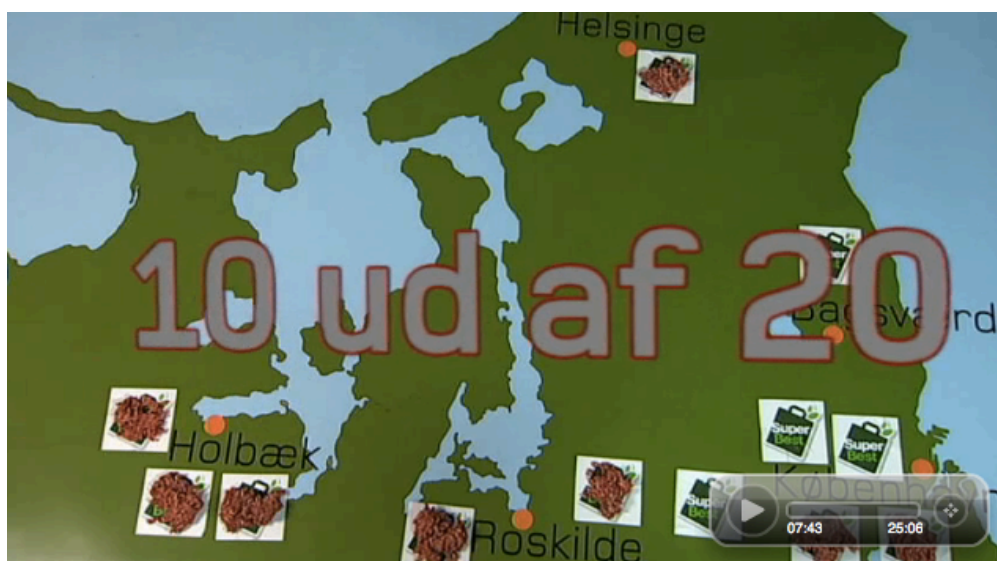 Helsinge
10 ud af 20
Bagsværd
Holbæk
Super
Best
Super
Best
Roskilde
07:43
25:06